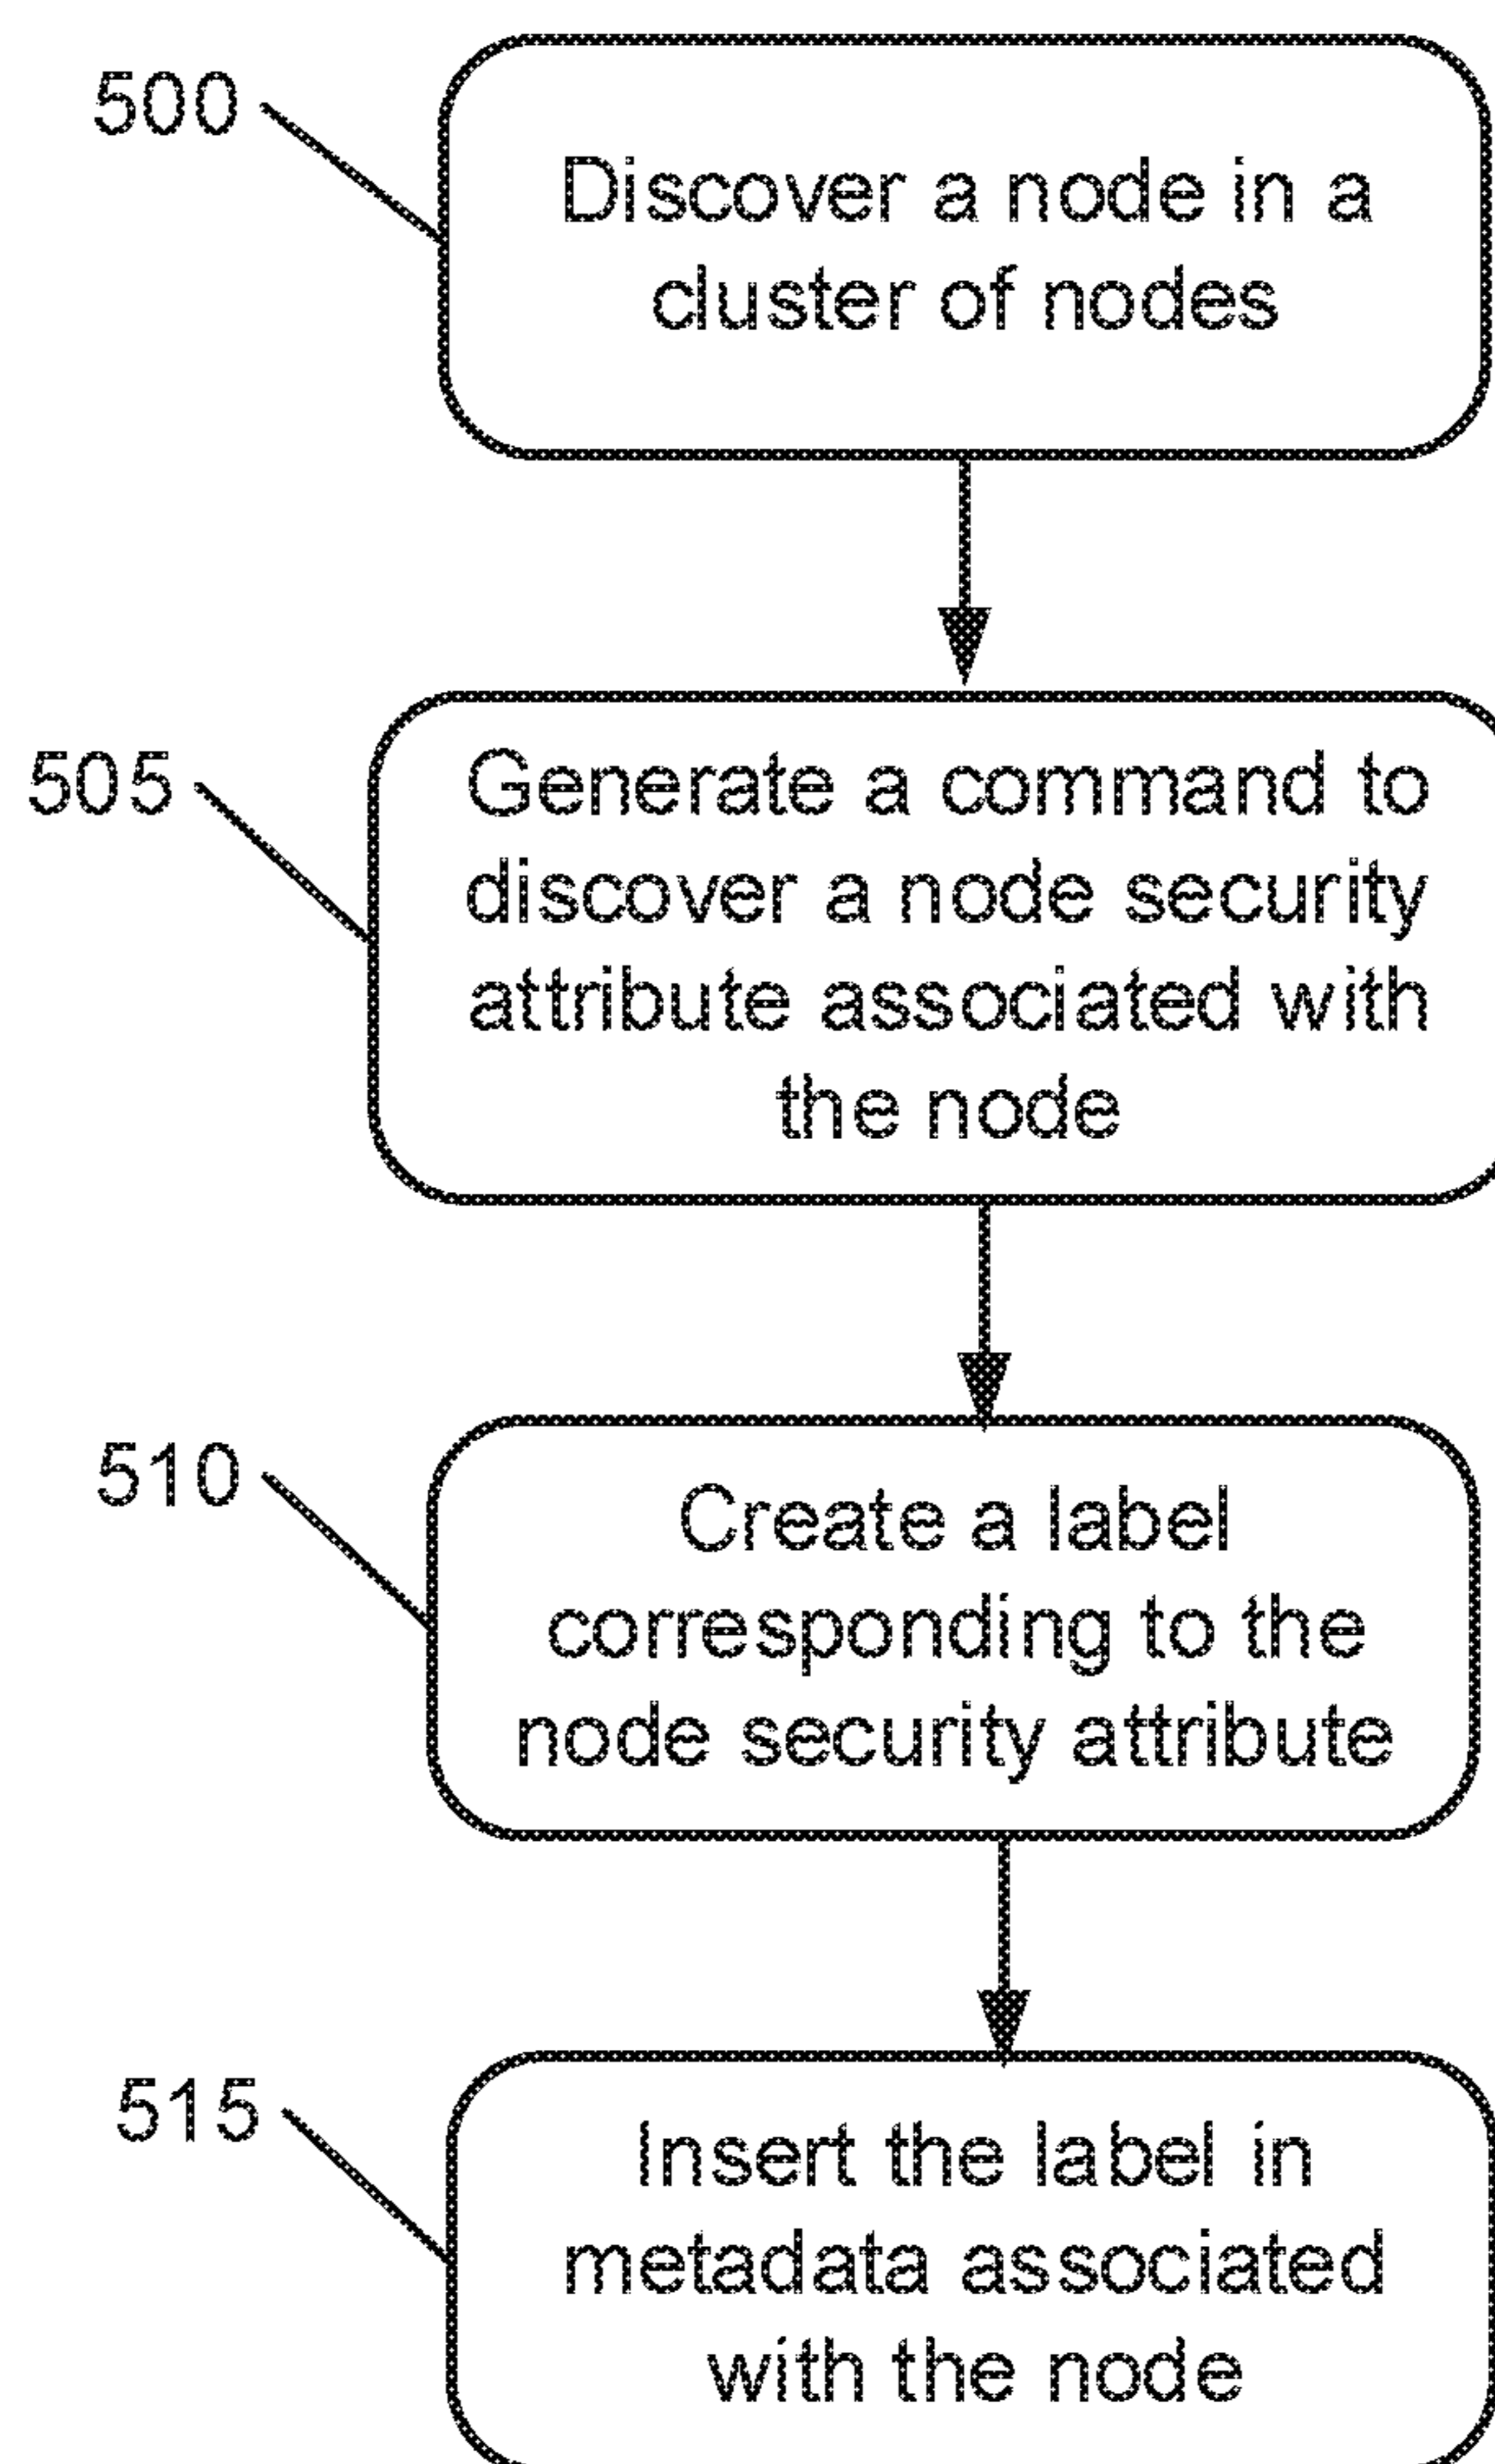 500
Discover a node in a
cluster of nodes
505
Generate a command to
discover a node security
attribute associated with
the node
510
Create a label
corresponding to the
node security attribute
515
Insert the label in
metadata associated
with the node